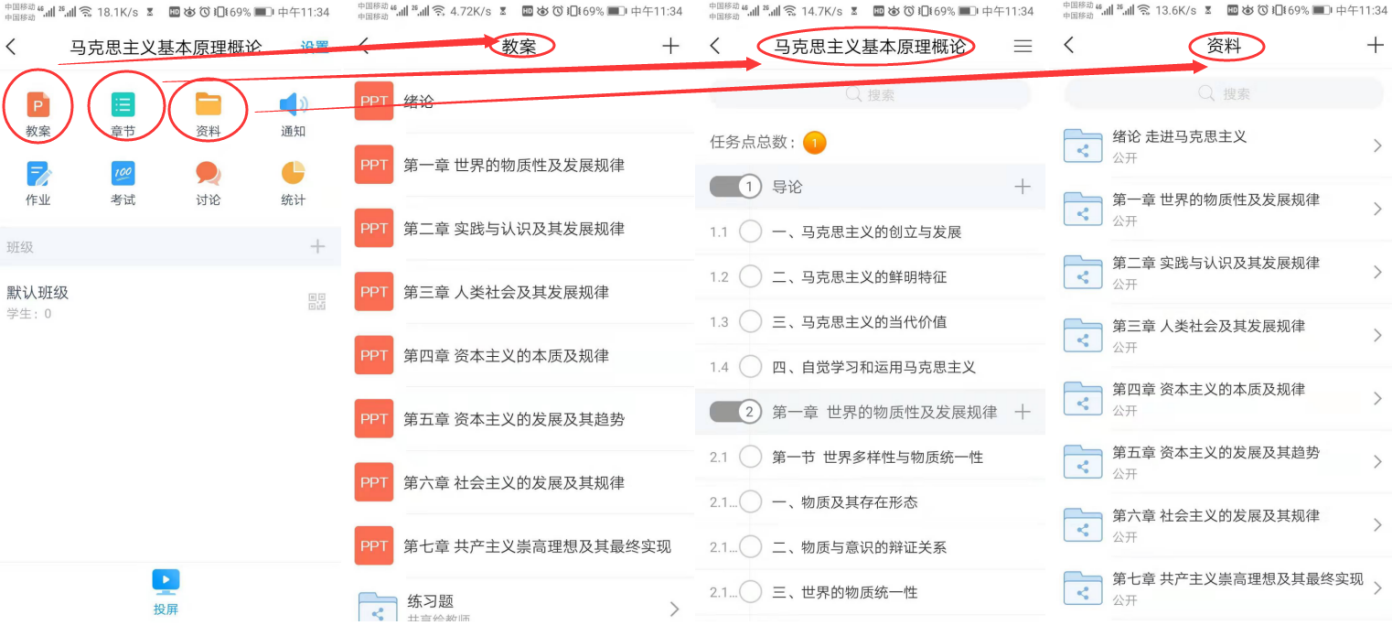 中国移动
中国移动
18.1K/s
HD
69%
中午11:34
马克思主义基本原理概论
设置
教案
章节
资料
通知
作业
考试
讨论
统计
班级
默认班级
学生：0
投屏
中国移动
中国移动
4.72K/s
HD
69%
中午11:34
教案
PPT 绪论
PPT 第一章 世界的物质性及发展规律
PPT 第二章 实践与认识及其发展规律
PPT 第三章 人类社会及其发展规律
PPT 第四章 资本主义的本质及规律
PPT 第五章 资本主义的发展及其趋势
PPT 第六章 社会主义的发展及其规律
PPT 第七章 共产主义崇高理想及其最终实现
练习题
共享给教师
中国移动
中国移动
14.7K/s
HD
69%
中午11:34
马克思主义基本原理概论
搜索
任务点总数： 1
1 导论
1.1 一、马克思主义的创立与发展
1.2 二、马克思主义的鲜明特征
1.3 三、马克思主义的当代价值
1.4 四、自觉学习和运用马克思主义
2 第一章 世界的物质性及发展规律
2.1 第一节 世界多样性与物质统一性
2.1... 一、物质及其存在形态
2.1... 二、物质与意识的辩证关系
2.1... 三、世界的物质统一性
中国移动
中国移动
13.6K/s
HD
69%
中午11:34
资料
搜索
绪论 走进马克思主义
公开
第一章 世界的物质性及发展规律
公开
第二章 实践与认识及其发展规律
公开
第三章 人类社会及其发展规律
公开
第四章 资本主义的本质及规律
公开
第五章 资本主义的发展及其趋势
公开
第六章 社会主义的发展及其规律
公开
第七章 共产主义崇高理想及其最终实现
公开